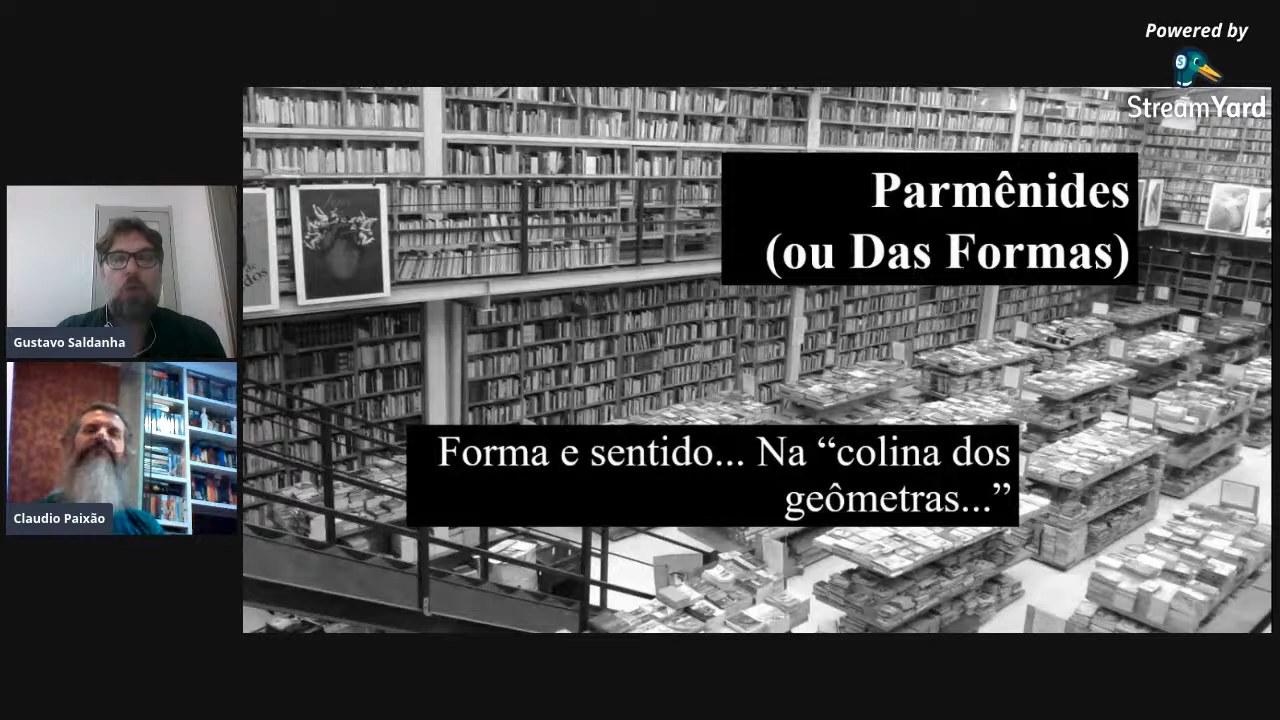 Powered by
StreamYard
Parmênides
(ou Das Formas)
Gustavo Saldanha
Forma e sentido... Na “colina dos
geômetras...”
Claudio Paixão